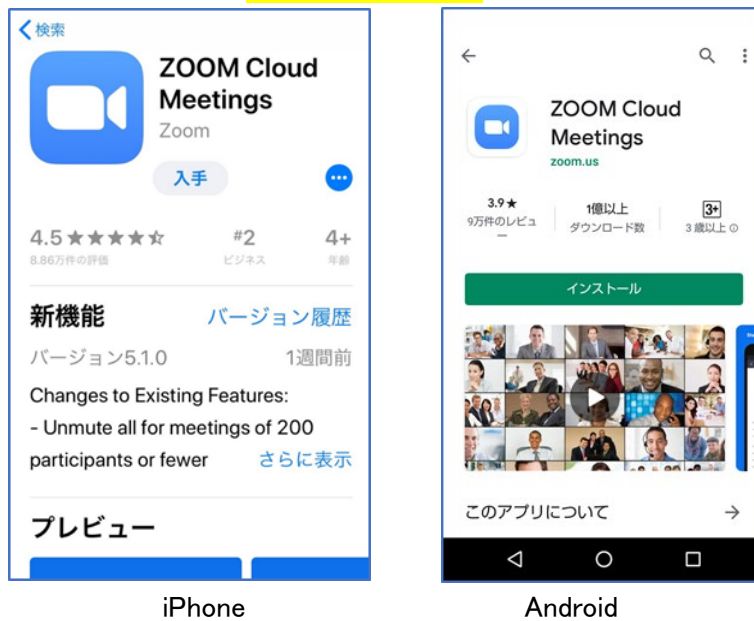 検索
ZOOM Cloud
Meetings
Zoom
入手
4.5★★★★⯪
#2
4+
8.86万件の評価
ビジネス
年齢
新機能
バージョン履歴
バージョン5.1.0
1週間前
Changes to Existing Features:
- Unmute all for meetings of 200
participants or fewer
さらに表示
プレビュー
iPhone
ZOOM Cloud
Meetings
zoom.us
3.9★
1億以上
3+
9万件のレビュ
ー
ダウンロード数
3 歳以上
インストール
このアプリについて
Android